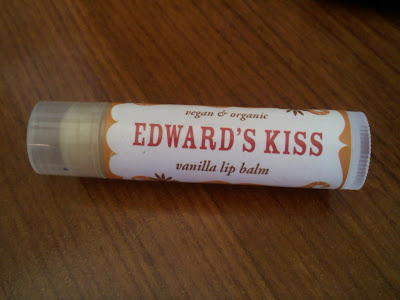 vegan & organic
EDWARD'S KISS
vanilla lip balm